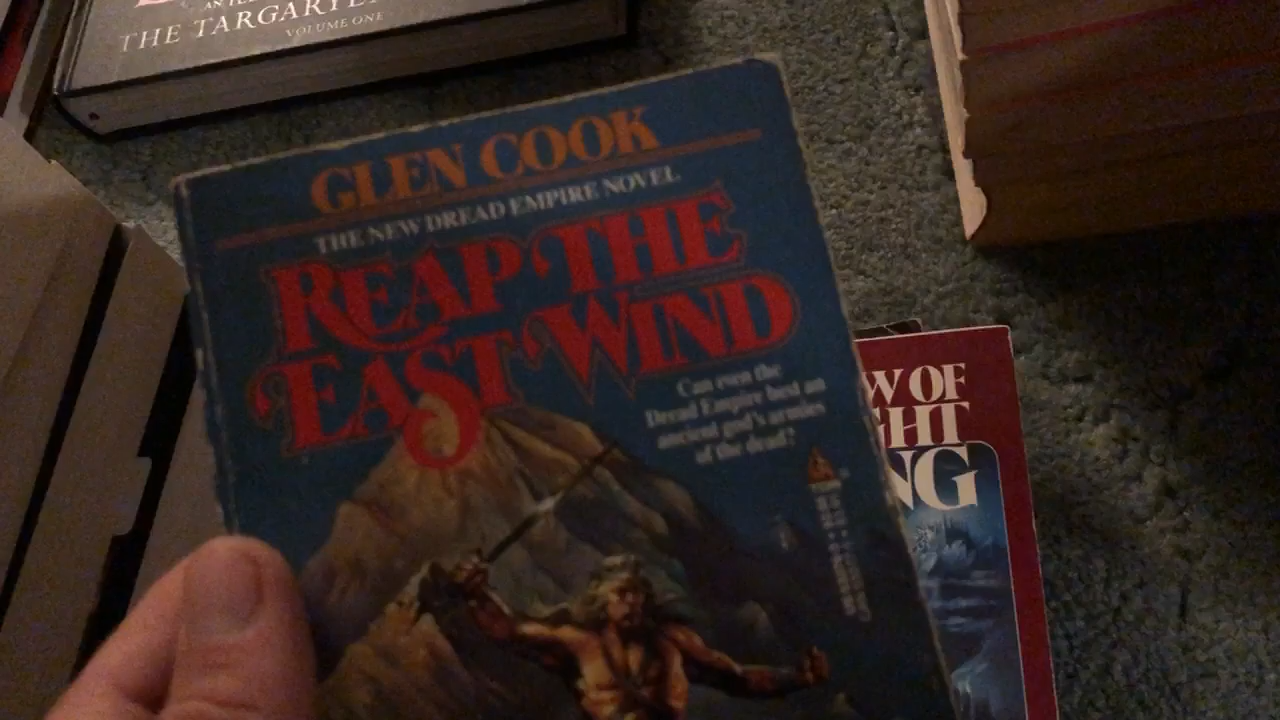 THE TARGARYE
VOLUME ONE
GLEN COOK
THE NEW DREAD EMPIRE NOVEL
REAP THE
EAST WIND
Can even the
Dread Empire best an
ancient god's armies
of the dead?
W OF
GHT
NG